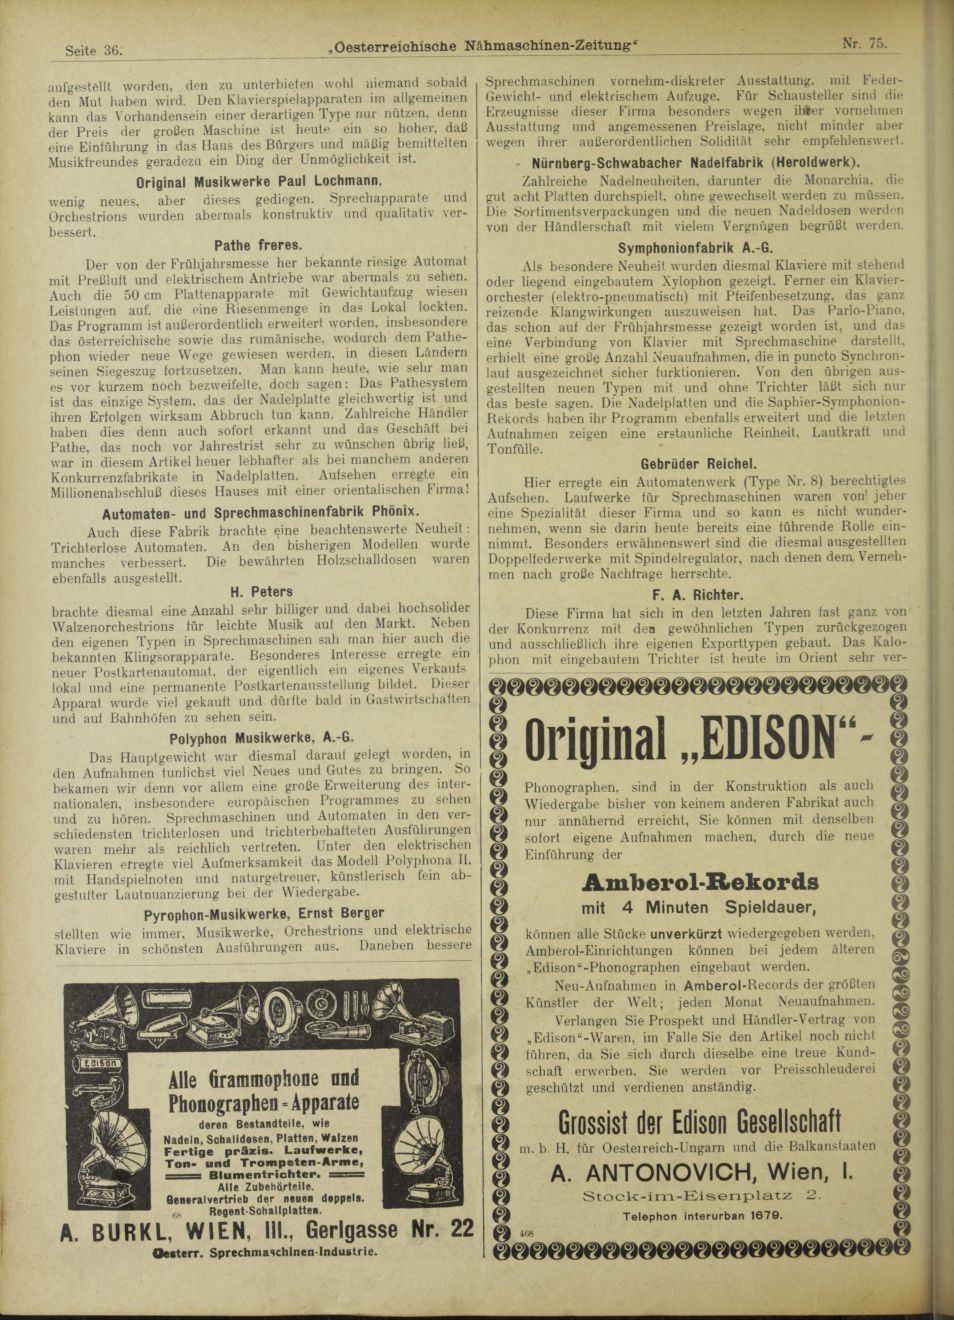 Seite 36.
„Oesterreichische Nähmaschinen-Zeitung“
Nr. 75.
aufgestellt worden, den zu unterbieten wohl niemand sobald
den Mut haben wird. Den Klavierspielapparaten im allgemeinen
kann das Vorhandensein einer derartigen Type nur nützen, denn
der Preis der großen Maschine ist heute ein so hoher, daß
eine Einführung in das Haus des Bürgers und mäßig bemittelten
Musikfreundes geradezu ein Ding der Unmöglichkeit ist.
Original Musikwerke Paul Lochmann,
wenig neues, aber dieses gediegen. Sprechapparate und
Orchestrions wurden abermals konstruktiv und qualitativ ver-
bessert.
Pathe freres.
Der von der Frühjahrsmesse her bekannte riesige Automat
mit Preßluft und elektrischem Antriebe war abermals zu sehen.
Auch die 50 cm Plattenapparate mit Gewichtaufzug wiesen
Leistungen auf, die eine Riesenmenge in das Lokal lockten.
Das Programm ist außerordentlich erweitert worden, insbesondere
das österreichische sowie das rumänische, wodurch dem Pathe-
phon wieder neue Wege gewiesen werden, in diesen Ländern
seinen Siegeszug fortzusetzen. Man kann heute, wie sehr man
es vor kurzem noch bezweifelte, doch sagen: Das Pathesystem
ist das einzige System, das der Nadelplatte gleichwertig ist und
ihren Erfolgen wirksam Abbruch tun kann. Zahlreiche Händler
haben dies denn auch sofort erkannt und das Geschäft bei
Pathe, das noch vor Jahresfrist sehr zu wünschen übrig ließ,
war in diesem Artikel heuer lebhafter als bei manchem anderen
Konkurrenzfabrikate in Nadelplatten. Aufsehen erregte ein
Millionenabschluß dieses Hauses mit einer orientalischen Firma!
Automaten- und Sprechmaschinenfabrik Phönix.
Auch diese Fabrik brachte eine beachtenswerte Neuheit:
Trichterlose Automaten. An den bisherigen Modellen wurde
manches verbessert. Die bewährten Holzschalldosen waren
ebenfalls ausgestellt.
H. Peters
brachte diesmal eine Anzahl sehr billiger und dabei hochsolider
Walzenorchestrions für leichte Musik auf den Markt. Neben
den eigenen Typen in Sprechmaschinen sah man hier auch die
bekannten Klingsorapparate. Besonderes Interesse erregte ein
neuer Postkartenautomat, der eigentlich ein eigenes Verkaufs
lokal und eine permanente Postkartenausstellung bildet. Dieser
Apparat wurde viel gekauft und dürfte bald in Gastwirtschaften
und auf Bahnhöfen zu sehen sein.
Polyphon Musikwerke, A.-G.
Das Hauptgewicht war diesmal darauf gelegt worden, in
den Aufnahmen tunlichst viel Neues und Gutes zu bringen. So
bekamen wir denn vor allem eine große Erweiterung des inter-
nationalen, insbesondere europäischen Programmes zu sehen
und zu hören. Sprechmaschinen und Automaten in den ver-
schiedensten trichterlosen und trichterbehafteten Ausführungen
waren mehr als reichlich vertreten. Unter den elektrischen
Klavieren erregte viel Aufmerksamkeit das Modell Polyphona II,
mit Handspielnoten und naturgetreuer, künstlerisch fein ab-
gestufter Lautnuanzierung bei der Wiedergabe.
Pyrophon-Musikwerke, Ernst Berger
stellten wie immer, Musikwerke, Orchestrions und elektrische
Klaviere in schönsten Ausführungen aus. Daneben bessere
Edison
Alle Grammophone und
Phonographen-Apparate
deren Bestandteile, wie
Nadeln, Schalldosen, Platten, Walzen
Fertige präzis. Laufwerke,
Ton- und Trompeten-Arme,
Blumentrichter.
Alle Zubehörteile.
Generalvertrieb der neuen doppels.
Regent-Schallplatten.
68
A. BURKL, WIEN, III., Gerlgasse Nr. 22
Oesterr. Sprechmaschinen-Industrie.
Sprechmaschinen vornehm-diskreter Ausstattung, mit Feder-
Gewicht- und elektrischem Aufzuge. Für Schausteller sind die
Erzeugnisse dieser Firma besonders wegen ihrer vornehmen
Ausstattung und angemessenen Preislage, nicht minder aber
wegen ihrer außerordentlichen Solidität sehr empfehlenswert.
Nürnberg-Schwabacher Nadelfabrik (Heroldwerk).
Zahlreiche Nadelneuheiten, darunter die Monarchia, die
gut acht Platten durchspielt, ohne gewechselt werden zu müssen.
Die Sortimentsverpackungen und die neuen Nadeldosen werden
von der Händlerschaft mit vielem Vergnügen begrüßt werden.
Symphonionfabrik A.-G.
Als besondere Neuheit wurden diesmal Klaviere mit stehend
oder liegend eingebautem Xylophon gezeigt. Ferner ein Klavier-
orchester (elektro-pneumatisch) mit Pfeifenbesetzung, das ganz
reizende Klangwirkungen auszuweisen hat. Das Parlo-Piano,
das schon auf der Frühjahrsmesse gezeigt worden ist, und das
eine Verbindung von Klavier mit Sprechmaschine darstellt,
erhielt eine große Anzahl Neuaufnahmen, die in puncto Synchron-
lauf ausgezeichnet sicher funktionieren. Von den übrigen aus-
gestellten neuen Typen mit und ohne Trichter läßt sich nur
das beste sagen. Die Nadelplatten und die Saphier-Symphonion-
Rekords haben ihr Programm ebenfalls erweitert und die letzten
Aufnahmen zeigen eine erstaunliche Reinheit, Lautkraft und
Tonfülle.
Gebrüder Reichel.
Hier erregte ein Automatenwerk (Type Nr. 8) berechtigtes
Aufsehen. Laufwerke für Sprechmaschinen waren von jeher
eine Spezialität dieser Firma und so kann es nicht wunder-
nehmen, wenn sie darin heute bereits eine führende Rolle ein-
nimmt. Besonders erwähnenswert sind die diesmal ausgestellten
Doppelfederwerke mit Spindelregulator, nach denen dem Verneh-
men nach große Nachfrage herrschte.
F. A. Richter.
Diese Firma hat sich in den letzten Jahren fast ganz von
der Konkurrenz mit den gewöhnlichen Typen zurückgezogen
und ausschließlich ihre eigenen Exporttypen gebaut. Das Kalo-
phon mit eingebautem Trichter ist heute im Orient sehr ver-
Original „EDISON“-
Phonographen, sind in der Konstruktion als auch
Wiedergabe bisher von keinem anderen Fabrikat auch
nur annähernd erreicht, Sie können mit denselben
sofort eigene Aufnahmen machen, durch die neue
Einführung der
Amberol-Rekords
mit 4 Minuten Spieldauer,
können alle Stücke unverkürzt wiedergegeben werden,
Amberol-Einrichtungen können bei jedem älteren
„Edison“-Phonographen eingebaut werden.
Neu-Aufnahmen in Amberol-Records der größten
Künstler der Welt; jeden Monat Neuaufnahmen.
Verlangen Sie Prospekt und Händler-Vertrag von
„Edison“-Waren, im Falle Sie den Artikel noch nicht
führen, da Sie sich durch dieselbe eine treue Kund-
schaft erwerben, Sie werden vor Preisschleuderei
geschützt und verdienen anständig.
Grossist der Edison Gesellschaft
m. b. H. für Oesterreich-Ungarn und die Balkanstaaten
A. ANTONOVICH, Wien, I.
Stock-im-Eisenplatz 2.
Telephon interurban 1679.
468